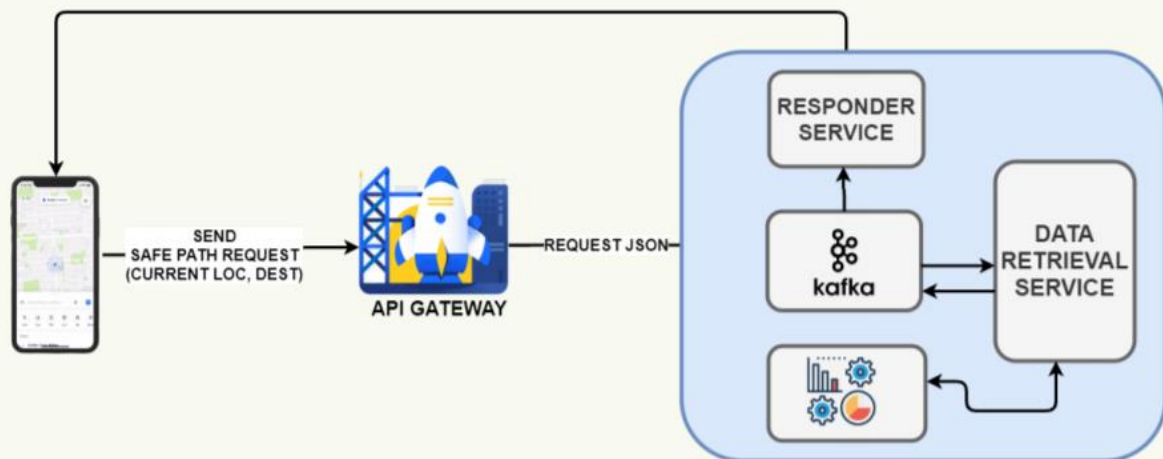 RESPONDER
SERVICE
SEND
SAFE PATH REQUEST
(CURRENT LOC, DEST)
API GATEWAY
REQUEST JSON
kafka
DATA
RETRIEVAL
SERVICE